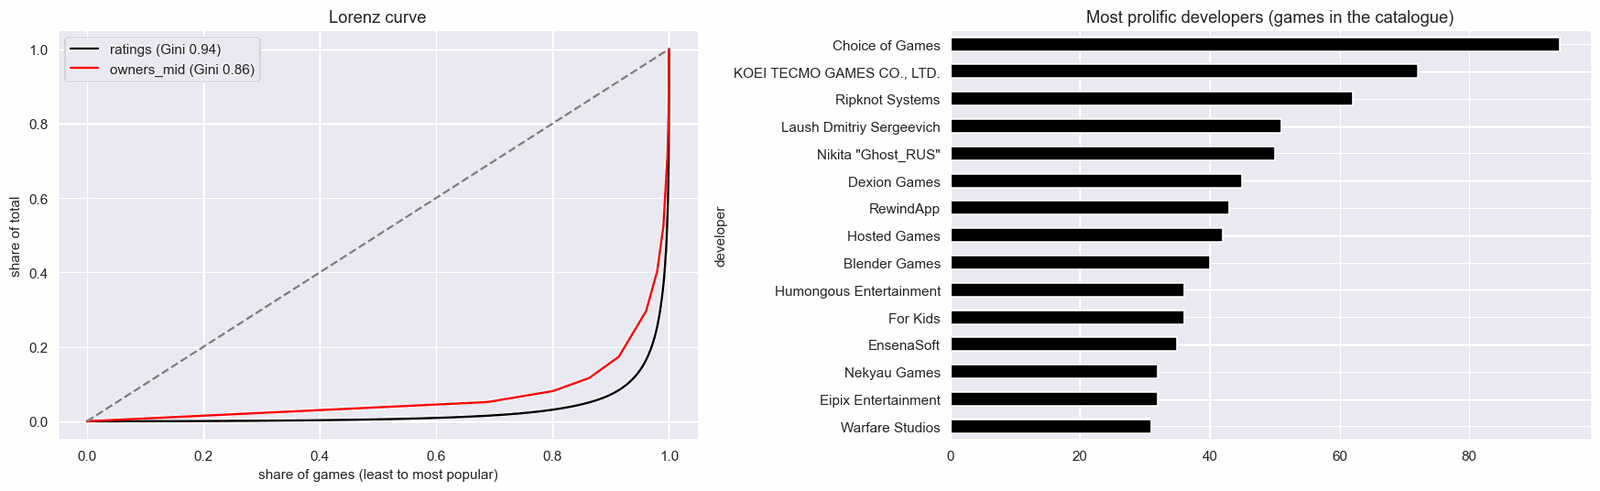 Lorenz curve
ratings (Gini 0.94)
owners_mid (Gini 0.86)
share of total
1.0
0.8
0.6
0.4
0.2
0.0
0.0 0.2 0.4 0.6 0.8 1.0
share of games (least to most popular)
Most prolific developers (games in the catalogue)
developer
Choice of Games
KOEI TECMO GAMES CO., LTD.
Ripknot Systems
Laush Dmitriy Sergeevich
Nikita "Ghost_RUS"
Dexion Games
RewindApp
Hosted Games
Blender Games
Humongous Entertainment
For Kids
EnsenaSoft
Nekyau Games
Eipix Entertainment
Warfare Studios
0 20 40 60 80